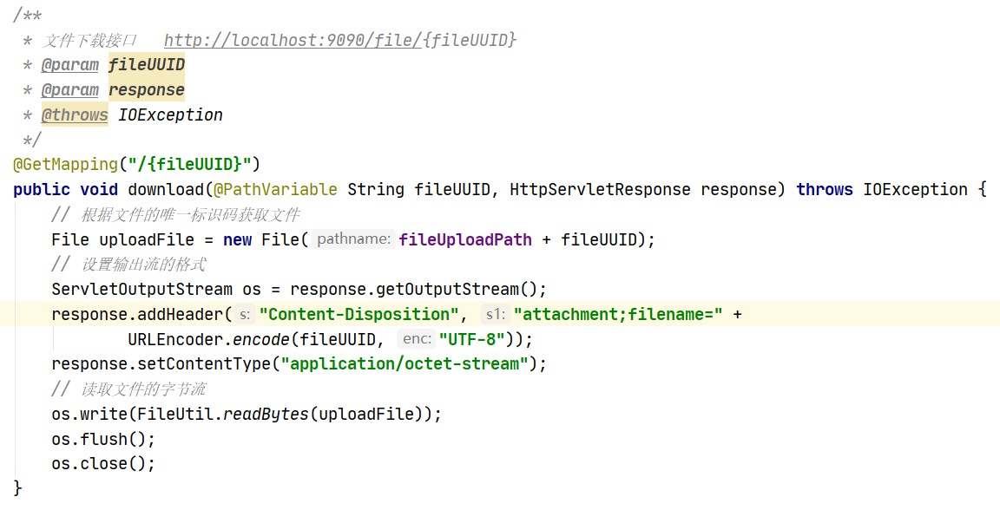 /**
 * 文件下载接口   http://localhost:9090/file/{fileUUID}
 * @param fileUUID
 * @param response
 * @throws IOException
 */
@GetMapping("/{fileUUID}")
public void download(@PathVariable String fileUUID, HttpServletResponse response) throws IOException {
    // 根据文件的唯一标识码获取文件
    File uploadFile = new File( pathname: fileUploadPath + fileUUID);
    // 设置输出流的格式
    ServletOutputStream os = response.getOutputStream();
    response.addHeader( s: "Content-Disposition", s1: "attachment;filename=" +
            URLEncoder.encode(fileUUID, enc: "UTF-8"));
    response.setContentType("application/octet-stream");
    // 读取文件的字节流
    os.write(FileUtil.readBytes(uploadFile));
    os.flush();
    os.close();
}